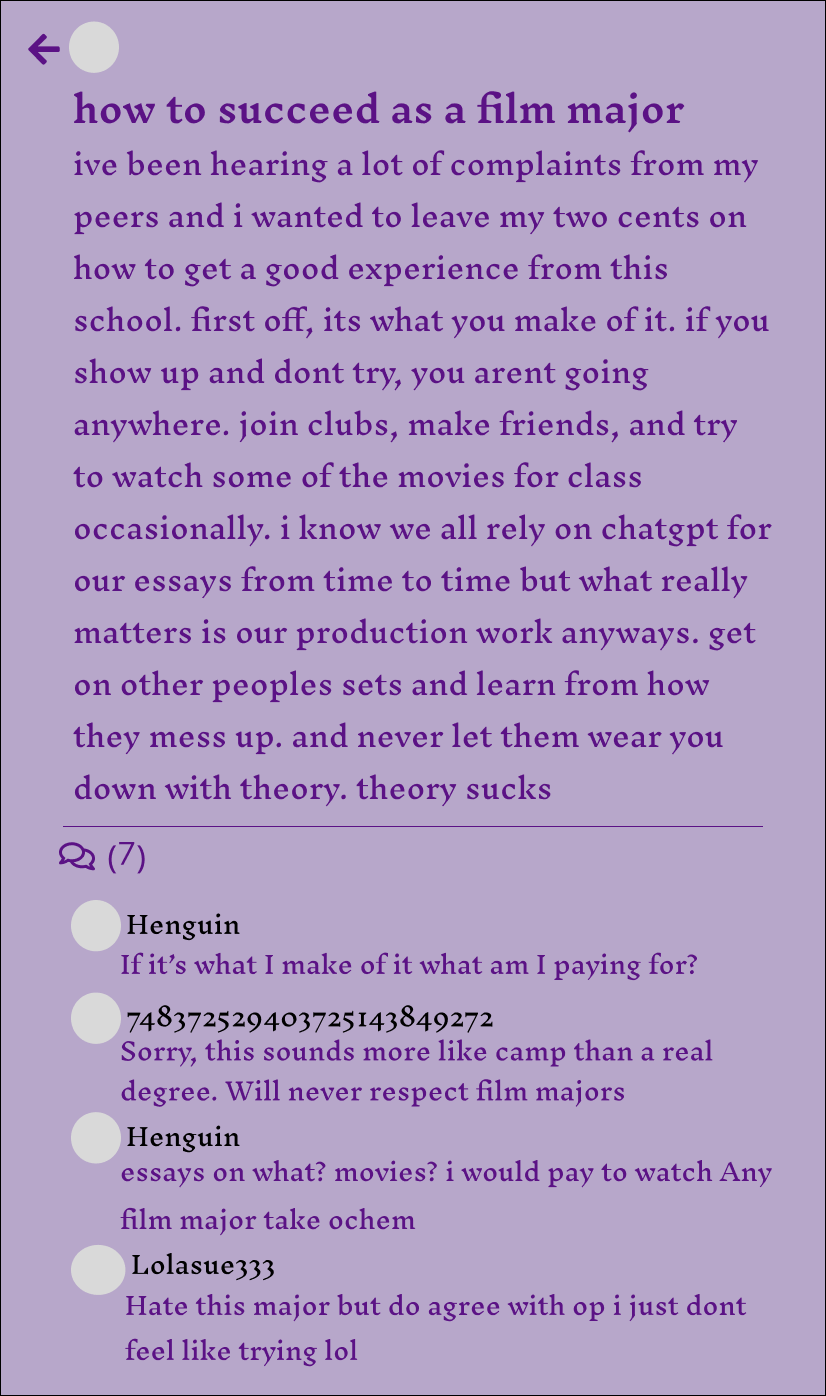 how to succeed as a film major
ive been hearing a lot of complaints from my
peers and i wanted to leave my two cents on
how to get a good experience from this
school. first off, its what you make of it. if you
show up and dont try, you arent going
anywhere. join clubs, make friends, and try
to watch some of the movies for class
occasionally. i know we all rely on chatgpt for
our essays from time to time but what really
matters is our production work anyways. get
on other peoples sets and learn from how
they mess up. and never let them wear you
down with theory. theory sucks
(7)
Henguin
If it’s what I make of it what am I paying for?
748372529403725143849272
Sorry, this sounds more like camp than a real
degree. Will never respect film majors
Henguin
essays on what? movies? i would pay to watch Any
film major take ochem
Lolasue333
Hate this major but do agree with op i just dont
feel like trying lol